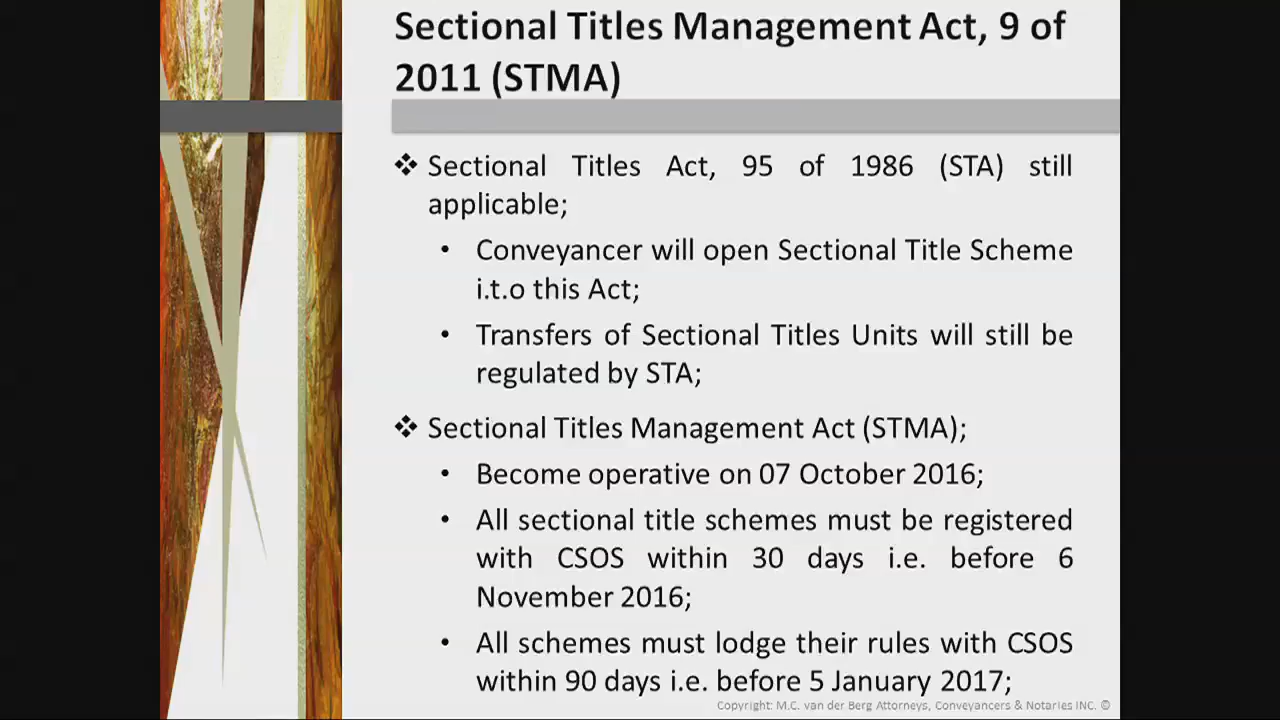 Sectional Titles Management Act, 9 of
2011 (STMA)
❖ Sectional Titles Act, 95 of 1986 (STA) still
applicable;
• Conveyancer will open Sectional Title Scheme
i.t.o this Act;
• Transfers of Sectional Titles Units will still be
regulated by STA;
❖ Sectional Titles Management Act (STMA);
• Become operative on 07 October 2016;
• All sectional title schemes must be registered
with CSOS within 30 days i.e. before 6
November 2016;
• All schemes must lodge their rules with CSOS
within 90 days i.e. before 5 January 2017;
Copyright: M.C. van der Berg Attorneys, Conveyancers & Notaries INC. ©